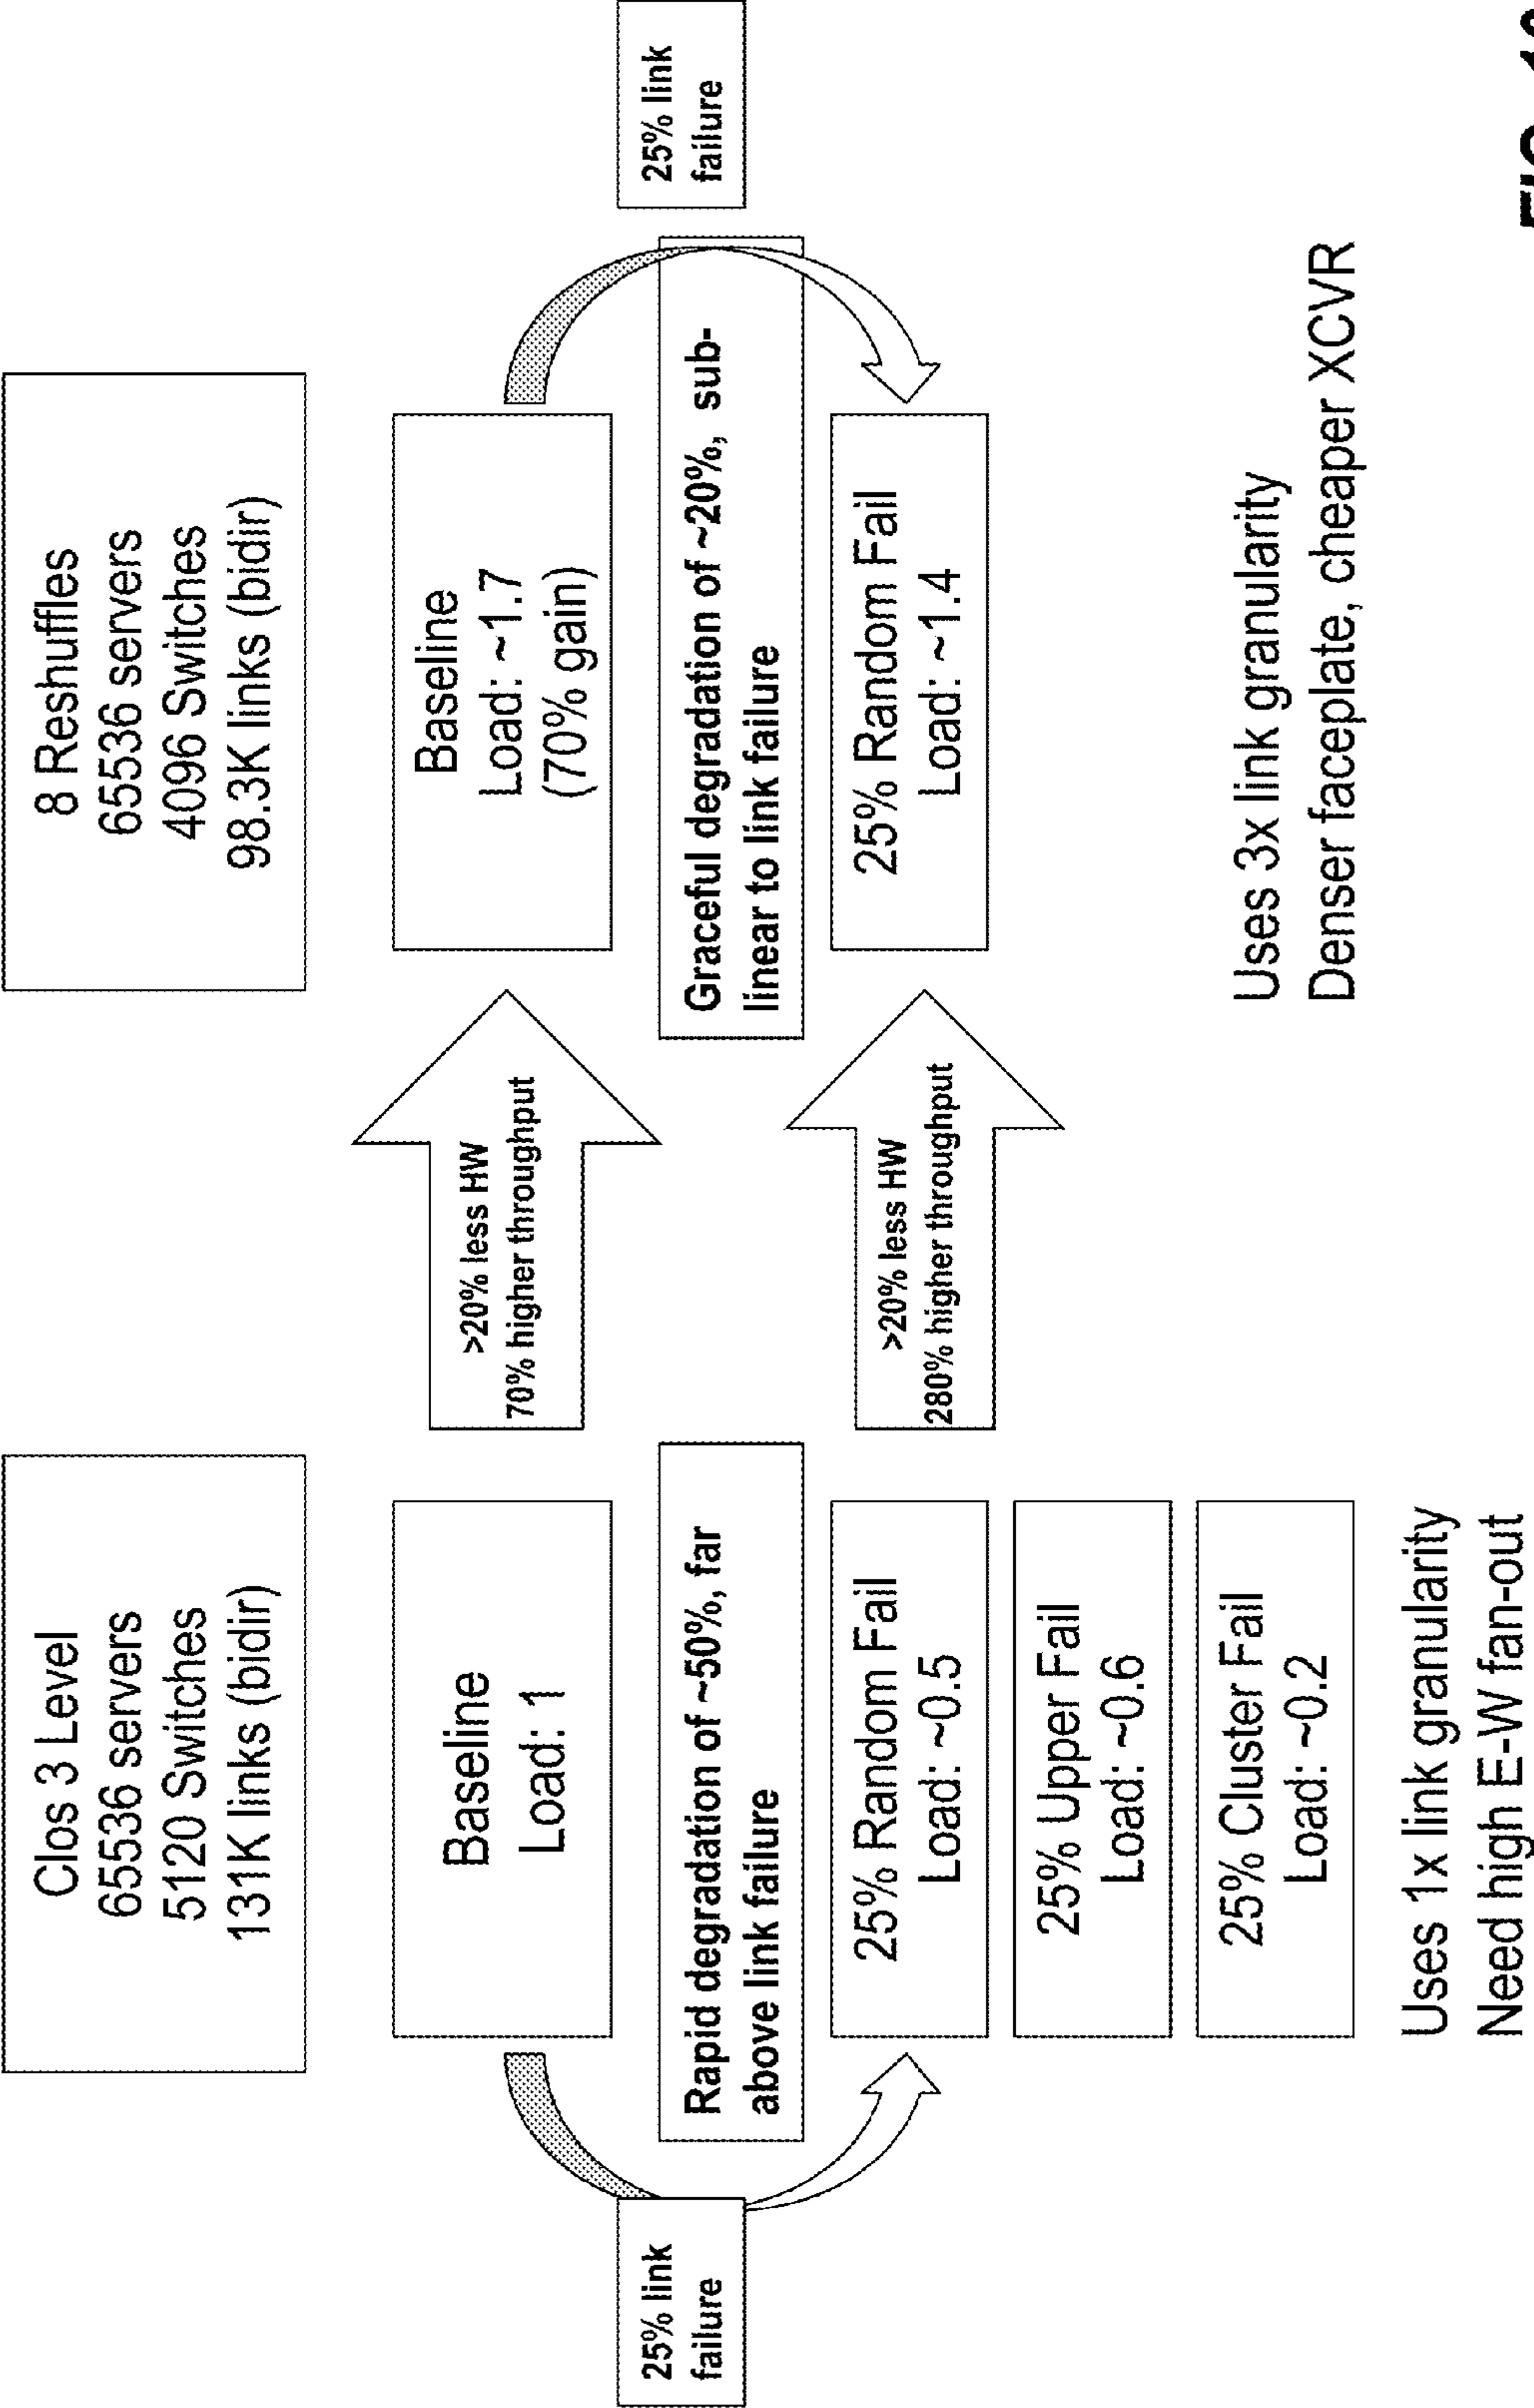 Clos 3 Level
65536 servers
5120 Switches
131K links (bidir)
8 Reshuffles
65536 servers
4096 Switches
98.3K links (bidir)
Baseline
Load: 1
>20% less HW
70% higher throughput
Baseline
Load: ~1.7
(70% gain)
25% link
failure
Rapid degradation of ~50%, far
above link failure
Graceful degradation of ~20%, sub-
linear to link failure
25% link
failure
25% Random Fail
Load: ~0.5
>20% less HW
280% higher throughput
25% Random Fail
Load: ~1.4
25% Upper Fail
Load: ~0.6
25% Cluster Fail
Load: ~0.2
Uses 1x link granularity
Need high E-W fan-out
Uses 3x link granularity
Denser faceplate, cheaper XCVR